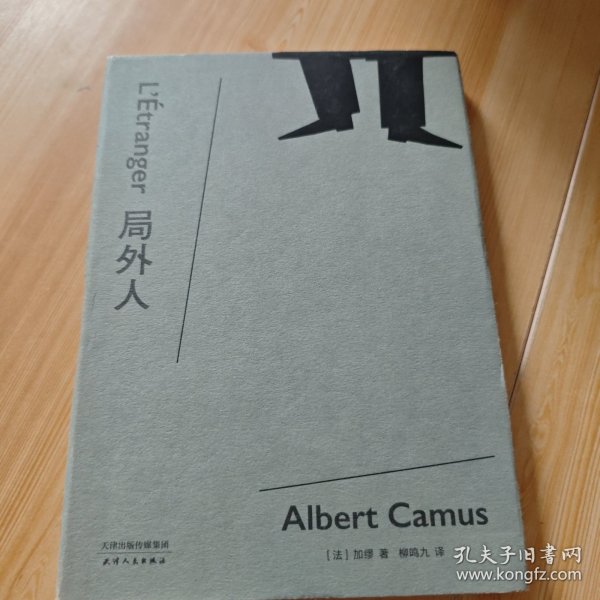 L'Étranger 局外人
Albert Camus
[法] 加缪 著 柳鸣九 译
天津出版传媒集团
天津人民出版社
孔夫子旧书网
www.kongfz.com